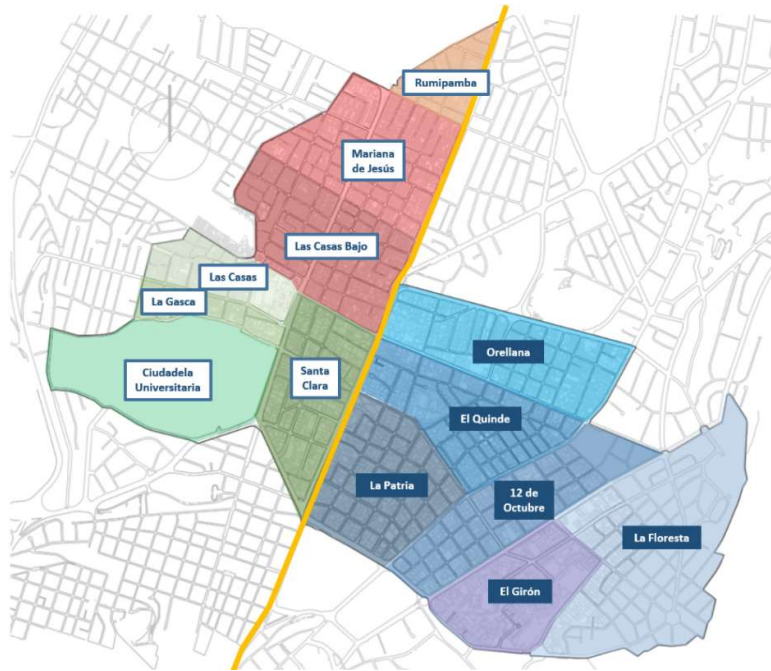 Rumipamba
Mariana
de Jesús
Las Casas Bajo
Las Casas
La Gasca
Ciudadela
Universitaria
Santa
Clara
Orellana
El Quinde
La Patria
12 de
Octubre
La Floresta
El Girón